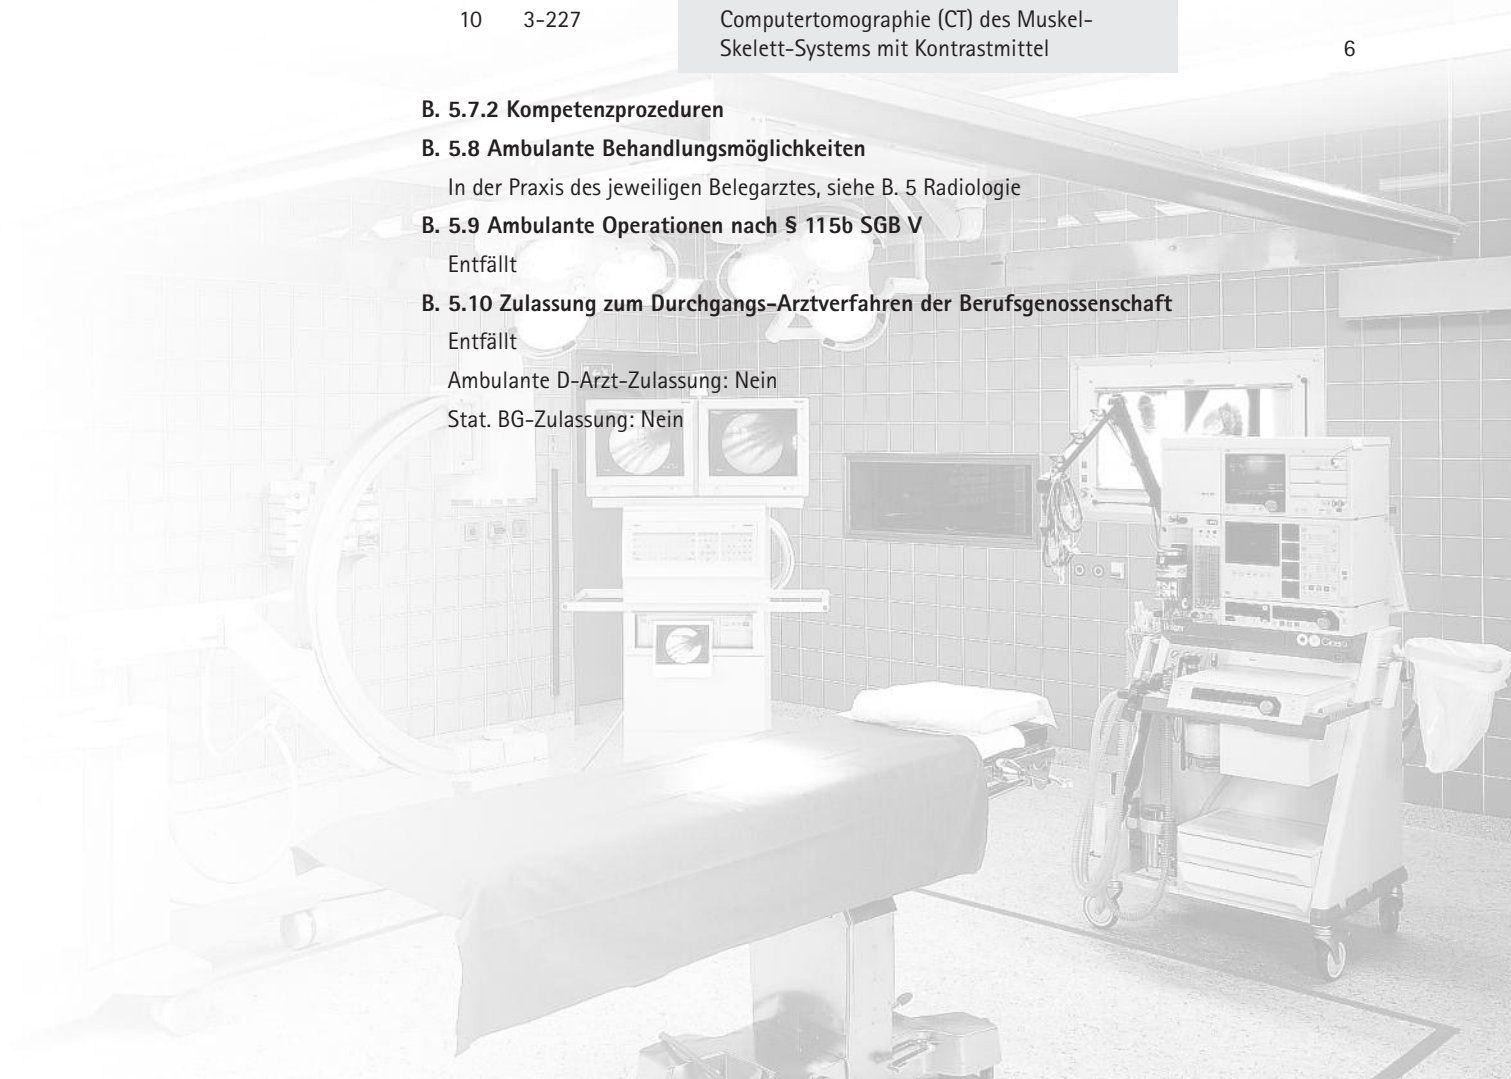 10 3-227 Computertomographie (CT) des Muskel-
Skelett-Systems mit Kontrastmittel 6
B. 5.7.2 Kompetenzprozeduren
B. 5.8 Ambulante Behandlungsmöglichkeiten
In der Praxis des jeweiligen Belegarztes, siehe B. 5 Radiologie
B. 5.9 Ambulante Operationen nach § 115b SGB V
Entfällt
B. 5.10 Zulassung zum Durchgangs-Arztverfahren der Berufsgenossenschaft
Entfällt
Ambulante D-Arzt-Zulassung: Nein
Stat. BG-Zulassung: Nein